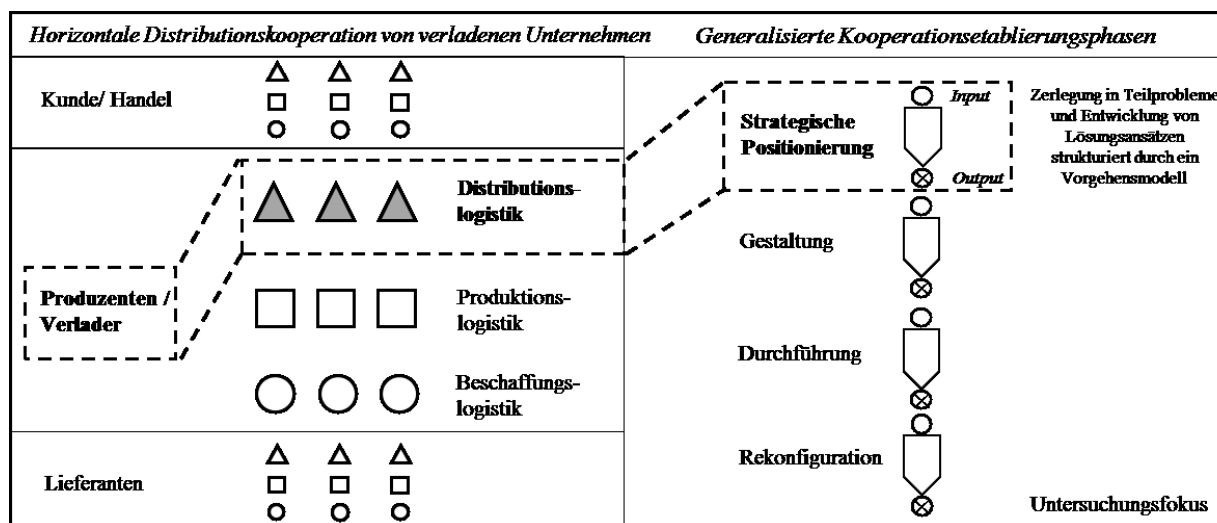 Horizontale Distributionskooperation von verladenen Unternehmen
Generalisierte Kooperationsetablierungsphasen
Kunde/ Handel
Distributions-
logistik
Produzenten /
Verlader
Produktions-
logistik
Beschaffungs-
logistik
Lieferanten
Strategische
Positionierung
Input
Output
Zerlegung in Teilprobleme
und Entwicklung von
Lösungsansätzen
strukturiert durch ein
Vorgehensmodell
Gestaltung
Durchführung
Rekonfiguration
Untersuchungsfokus